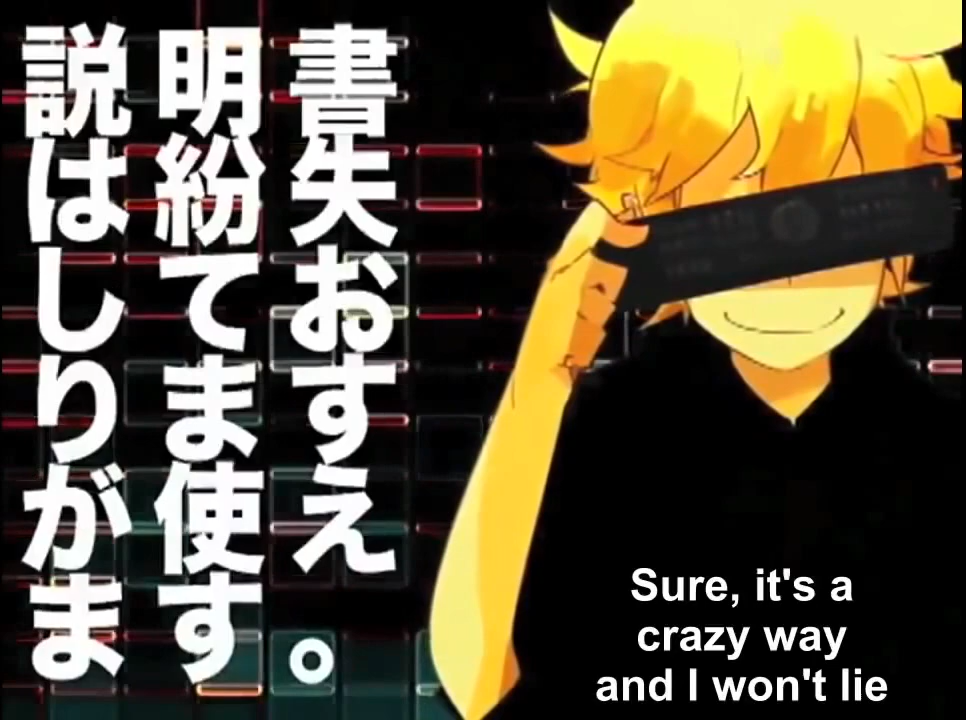 説明書
は紛失
してお
ります
が使え
ます。
Sure, it's a
crazy way
and I won't lie